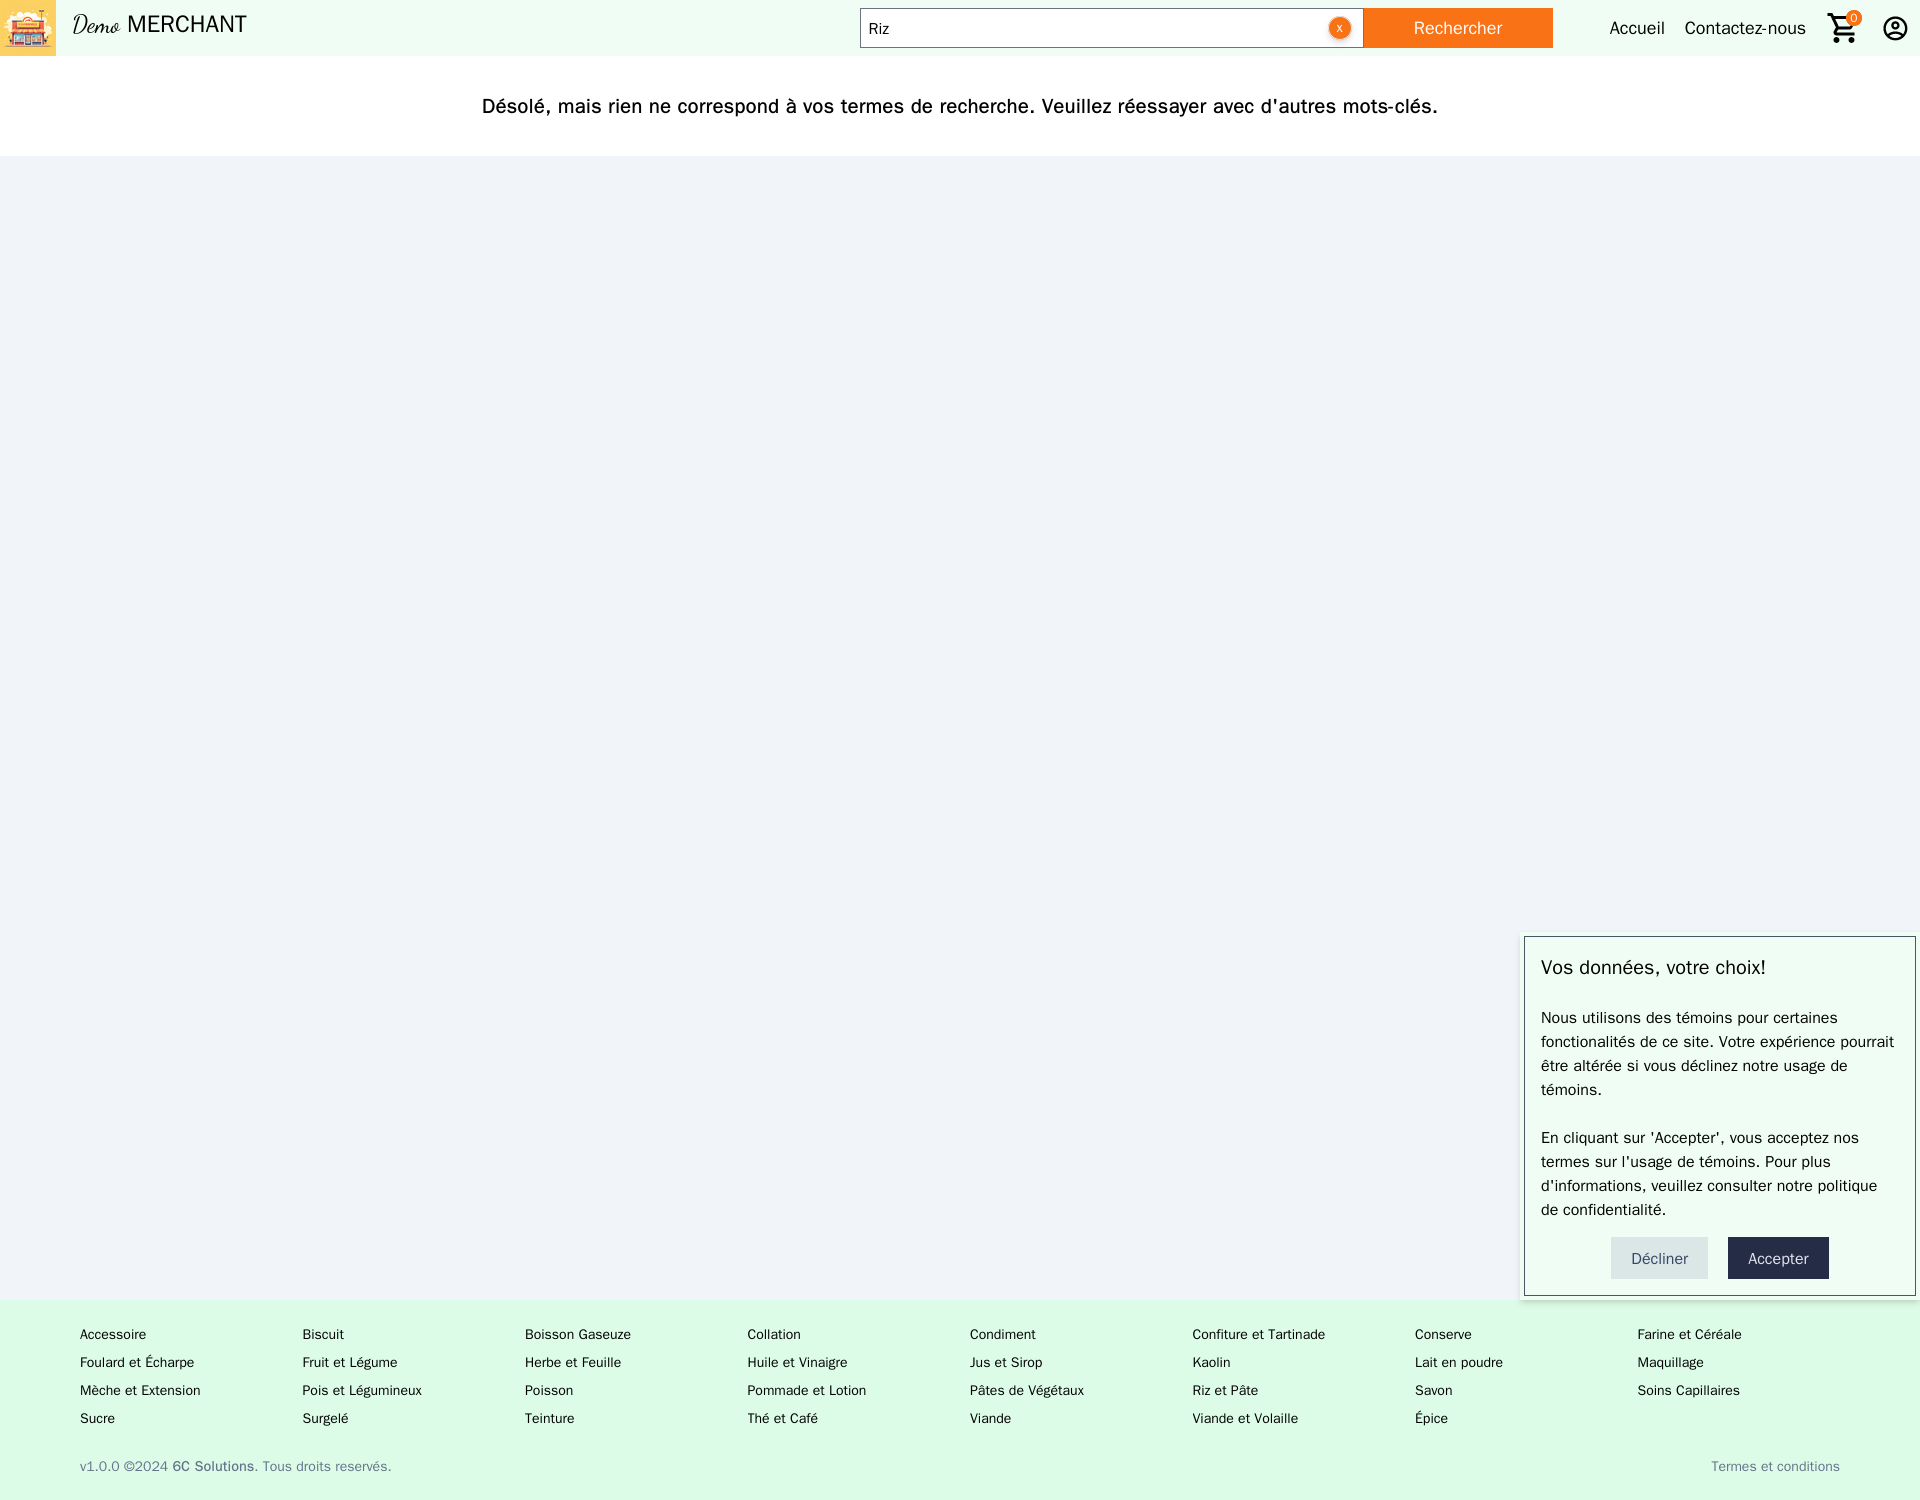 Demo MERCHANT
Riz
x
Rechercher
Accueil
Contactez-nous
0
Désolé, mais rien ne correspond à vos termes de recherche. Veuillez réessayer avec d'autres mots-clés.
Vos données, votre choix!
Nous utilisons des témoins pour certaines
fonctionalités de ce site. Votre expérience pourrait
être altérée si vous déclinez notre usage de
témoins.
En cliquant sur 'Accepter', vous acceptez nos
termes sur l'usage de témoins. Pour plus
d'informations, veuillez consulter notre politique
de confidentialité.
Décliner
Accepter
Accessoire
Biscuit
Boisson Gaseuze
Collation
Condiment
Confiture et Tartinade
Conserve
Farine et Céréale
Foulard et Écharpe
Fruit et Légume
Herbe et Feuille
Huile et Vinaigre
Jus et Sirop
Kaolin
Lait en poudre
Maquillage
Mèche et Extension
Pois et Légumineux
Poisson
Pommade et Lotion
Pâtes de Végétaux
Riz et Pâte
Savon
Soins Capillaires
Sucre
Surgelé
Teinture
Thé et Café
Viande
Viande et Volaille
Épice
v1.0.0 ©2024 6C Solutions. Tous droits reservés.
Termes et conditions